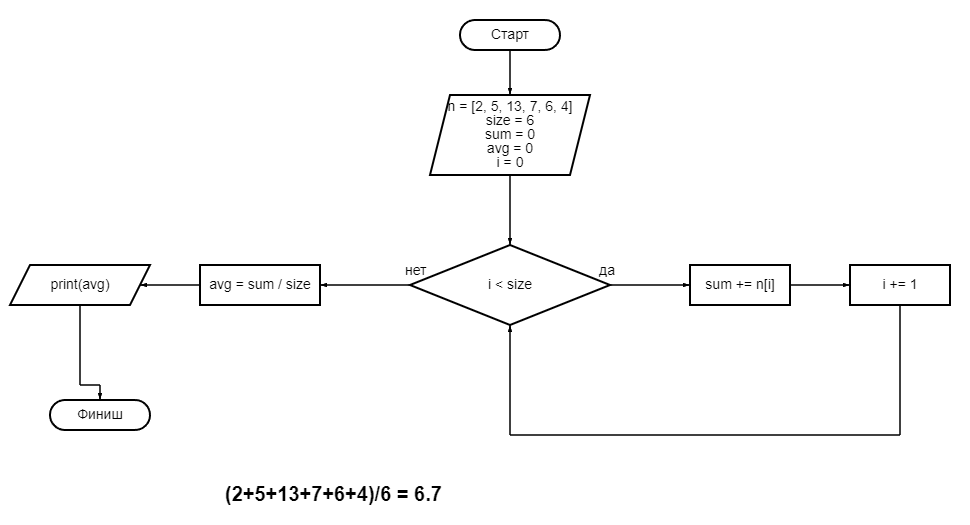 Старт
n = [2, 5, 13, 7, 6, 4]
size = 6
sum = 0
avg = 0
i = 0
нет
да
print(avg)
avg = sum / size
i < size
sum += n[i]
i += 1
Финиш
(2+5+13+7+6+4)/6 = 6.7